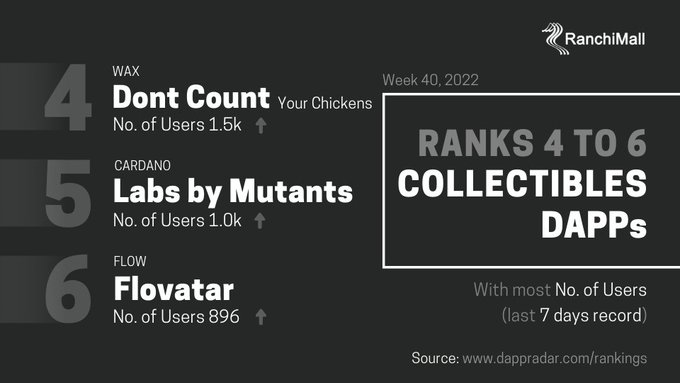 RanchiMall
4
WAX
Dont Count Your Chickens
No. of Users 1.5k
5
CARDANO
Labs by Mutants
No. of Users 1.0k
6
FLOW
Flovatar
No. of Users 896
Week 40, 2022
RANKS 4 TO 6
COLLECTIBLES
DAPPs
With most No. of Users
(last 7 days record)
Source: www.dappradar.com/rankings